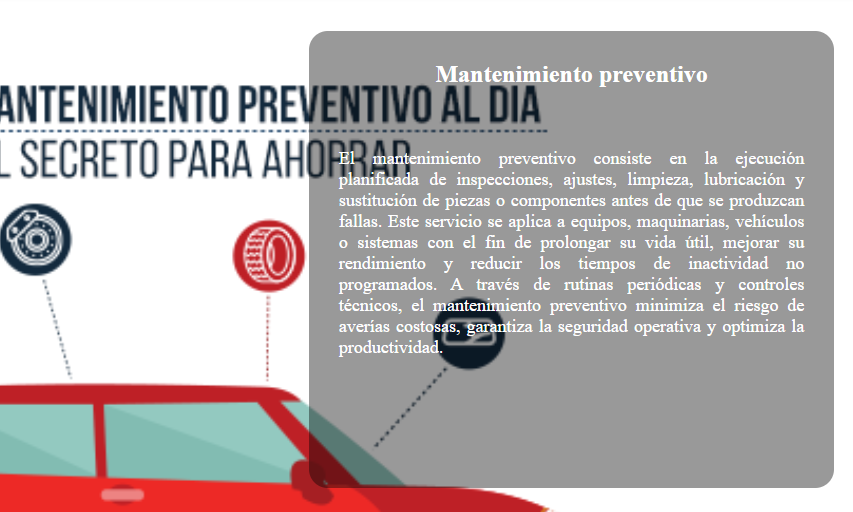 Mantenimiento preventivo
ANTENIMIENTO PREVENTIVO AL DIA
L SECRETO PARA AHORRAR
El mantenimiento preventivo consiste en la ejecución
planificada de inspecciones, ajustes, limpieza, lubricación y
sustitución de piezas o componentes antes de que se produzcan
fallas. Este servicio se aplica a equipos, maquinarias, vehículos
o sistemas con el fin de prolongar su vida útil, mejorar su
rendimiento y reducir los tiempos de inactividad no
programados. A través de rutinas periódicas y controles
técnicos, el mantenimiento preventivo minimiza el riesgo de
averías costosas, garantiza la seguridad operativa y optimiza la
productividad.